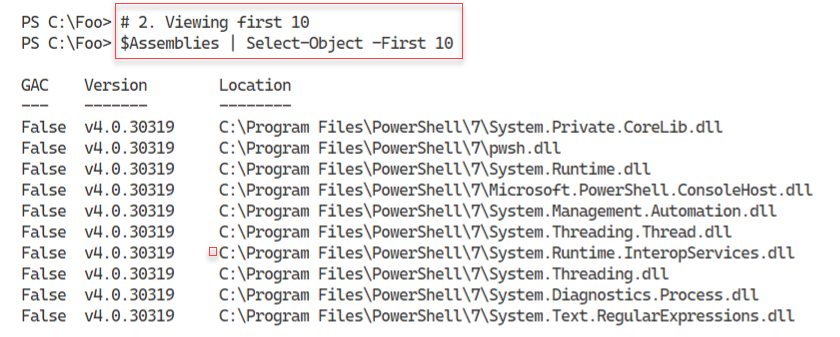 PS C:\Foo> # 2. Viewing first 10
PS C:\Foo> $Assemblies | Select-Object -First 10
GAC Version Location
--- ------- --------
False v4.0.30319 C:\Program Files\PowerShell\7\System.Private.CoreLib.dll
False v4.0.30319 C:\Program Files\PowerShell\7\pwsh.dll
False v4.0.30319 C:\Program Files\PowerShell\7\System.Runtime.dll
False v4.0.30319 C:\Program Files\PowerShell\7\Microsoft.PowerShell.ConsoleHost.dll
False v4.0.30319 C:\Program Files\PowerShell\7\System.Management.Automation.dll
False v4.0.30319 C:\Program Files\PowerShell\7\System.Threading.Thread.dll
False v4.0.30319 C:\Program Files\PowerShell\7\System.Runtime.InteropServices.dll
False v4.0.30319 C:\Program Files\PowerShell\7\System.Threading.dll
False v4.0.30319 C:\Program Files\PowerShell\7\System.Diagnostics.Process.dll
False v4.0.30319 C:\Program Files\PowerShell\7\System.Text.RegularExpressions.dll